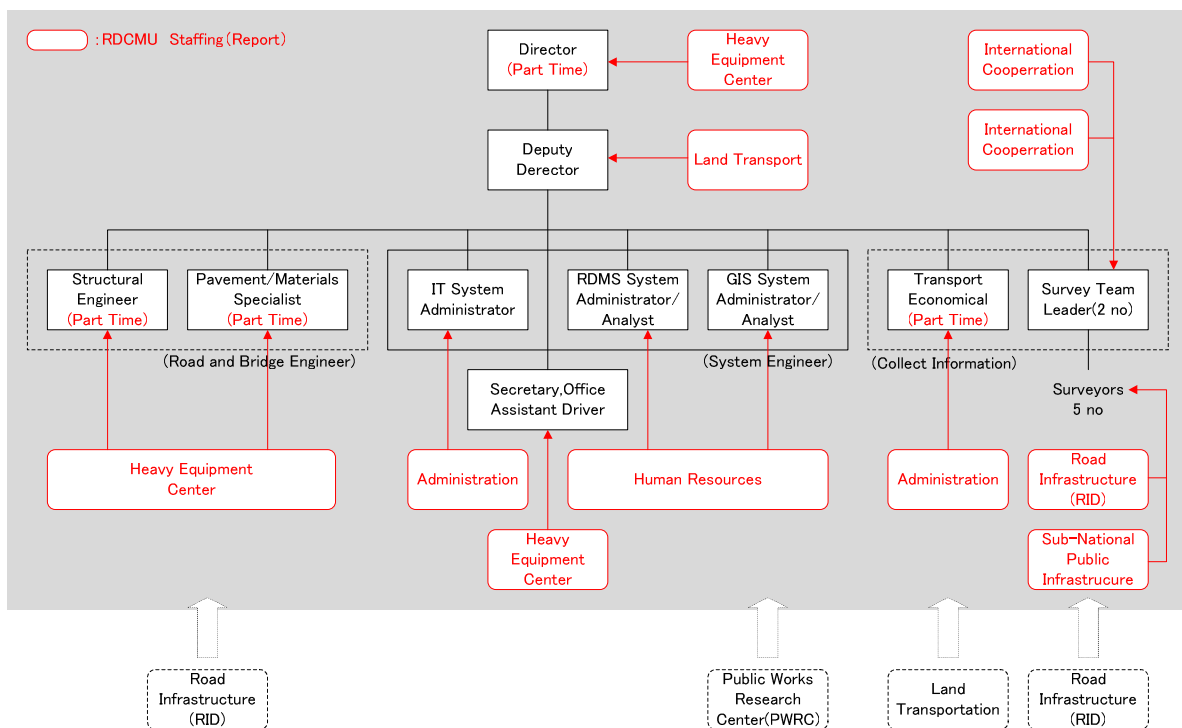 :RDCMU Staffing(Report)
Director
(Part Time)
Heavy
Equipment
Center
International
Cooperration
Deputy
Derector
Land Transport
International
Cooperration
Structural
Engineer
(Part Time)
Pavement/Materials
Specialist
(Part Time)
IT System
Administrator
RDMS System
Administrator/
Analyst
GIS System
Administrator/
Analyst
Transport
Economical
(Part Time)
Survey Team
Leader(2 no)
(Road and Bridge Engineer)
(System Engineer)
(Collect Information)
Secretary,Office
Assistant Driver
Surveyors
5 no
Heavy Equipment
Center
Administration
Human Resources
Administration
Road
Infrastructure
(RID)
Heavy
Equipment
Center
Sub-National
Public
Infrastrucure
Road
Infrastructure
(RID)
Public Works
Research
Center(PWRC)
Land
Transportation
Road
Infrastructure
(RID)